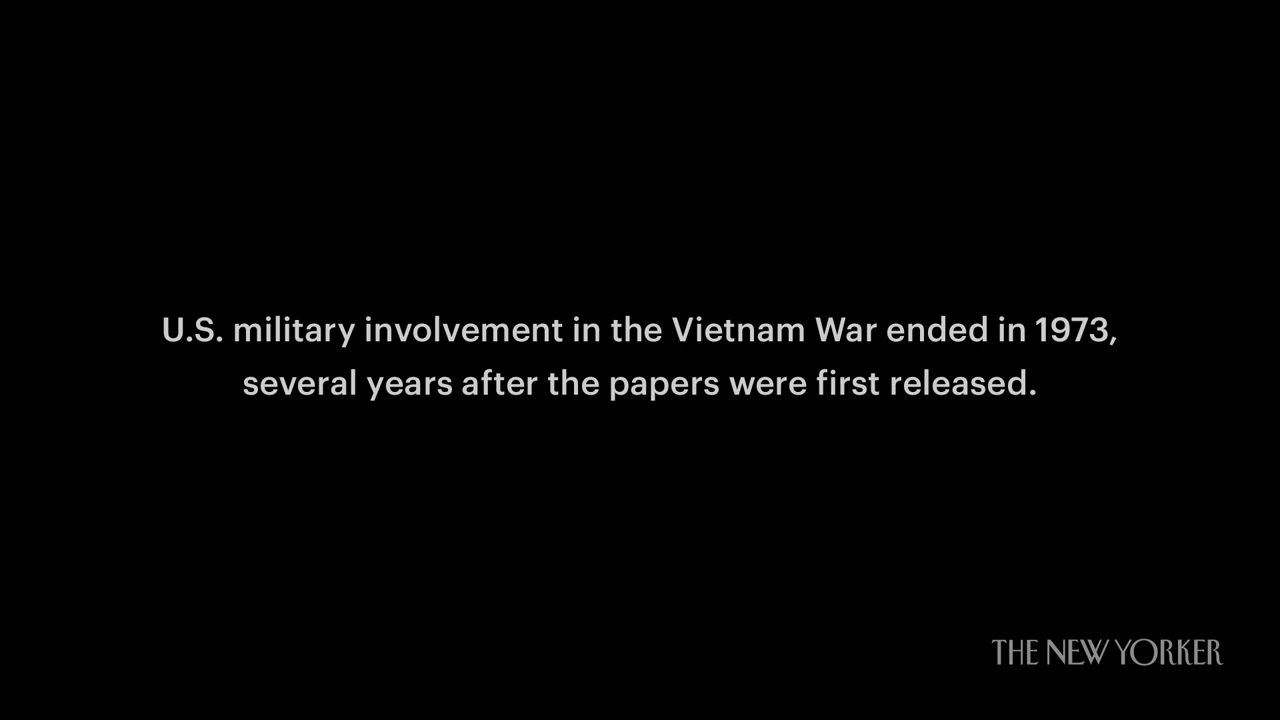 U.S. military involvement in the Vietnam War ended in 1973,
several years after the papers were first released.
THE NEW YORKER